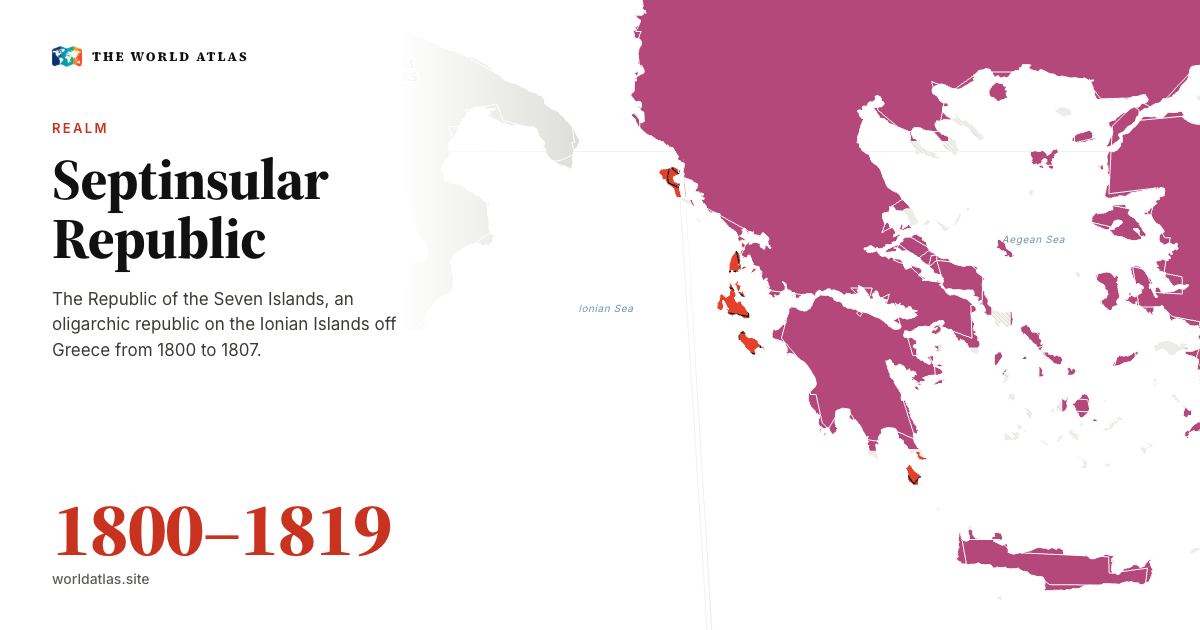 THE WORLD ATLAS
REALM
Septinsular
Republic
The Republic of the Seven Islands, an
oligarchic republic on the Ionian Islands off
Greece from 1800 to 1807.
1800–1819
worldatlas.site
Ionian Sea
Aegean Sea